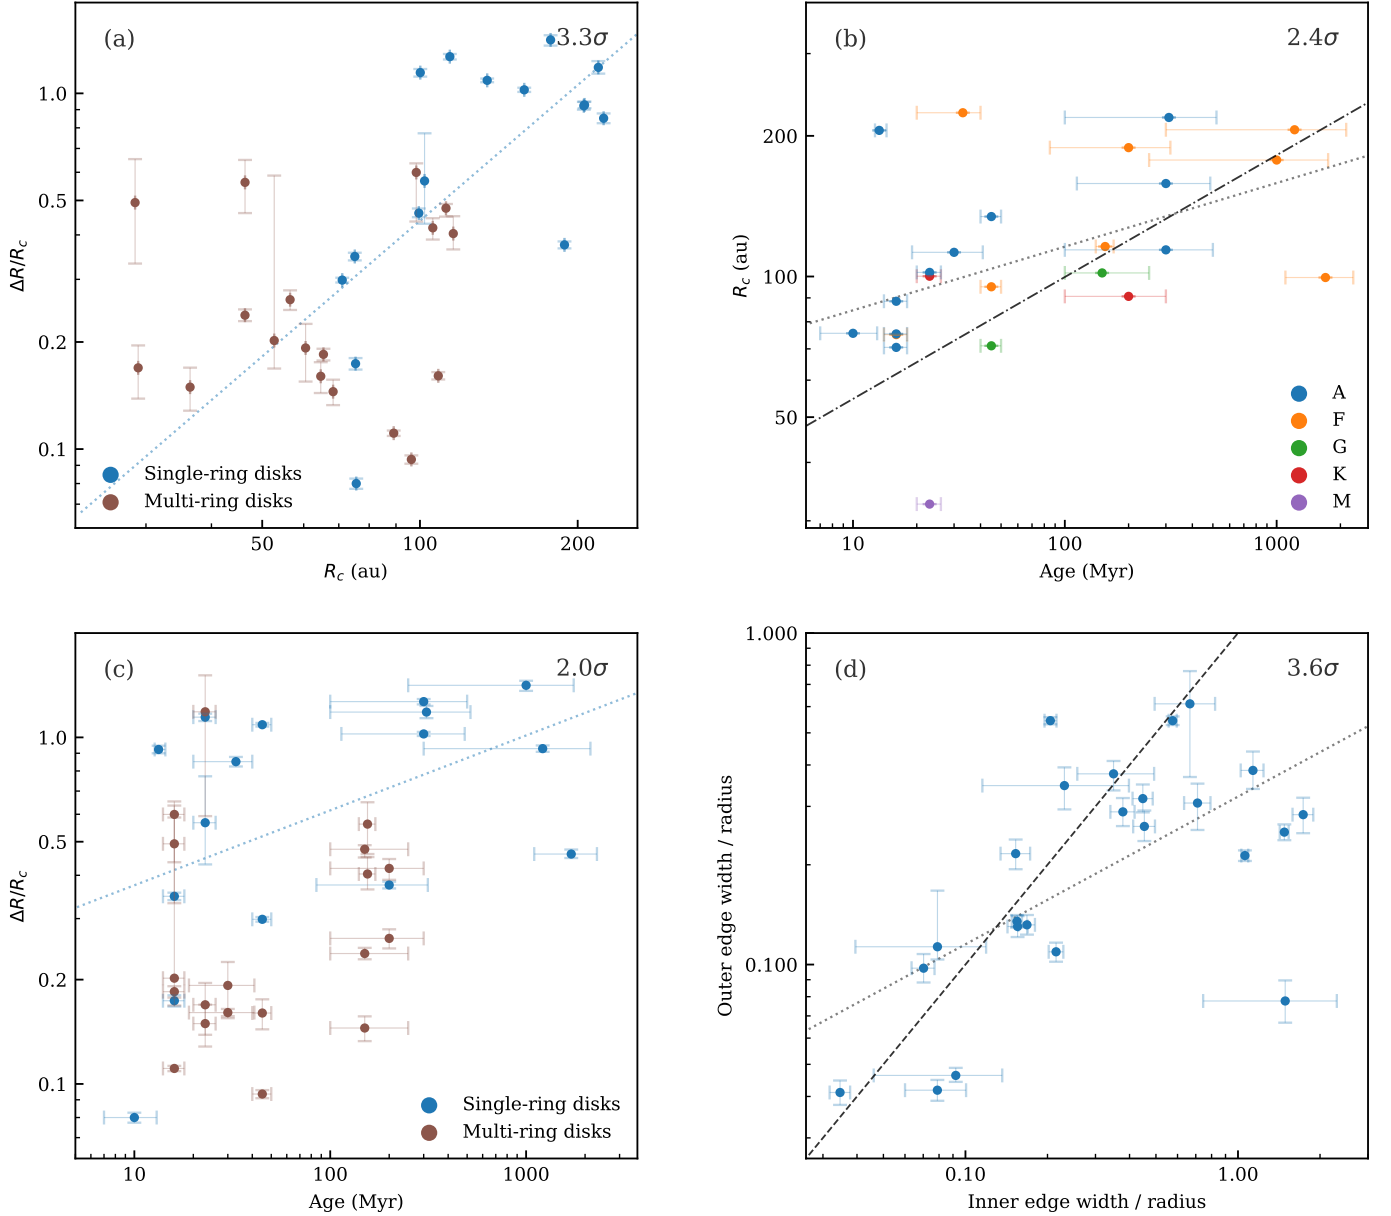 (a)
3.3σ
1.0
0.5
0.2
0.1
ΔR/R_c
Single-ring disks
Multi-ring disks
50
100
200
R_c (au)
(b)
2.4σ
200
100
50
R_c (au)
A
F
G
K
M
10
100
1000
Age (Myr)
(c)
2.0σ
1.0
0.5
0.2
0.1
ΔR/R_c
Single-ring disks
Multi-ring disks
10
100
1000
Age (Myr)
(d)
3.6σ
1.000
0.100
Outer edge width / radius
0.10
1.00
Inner edge width / radius